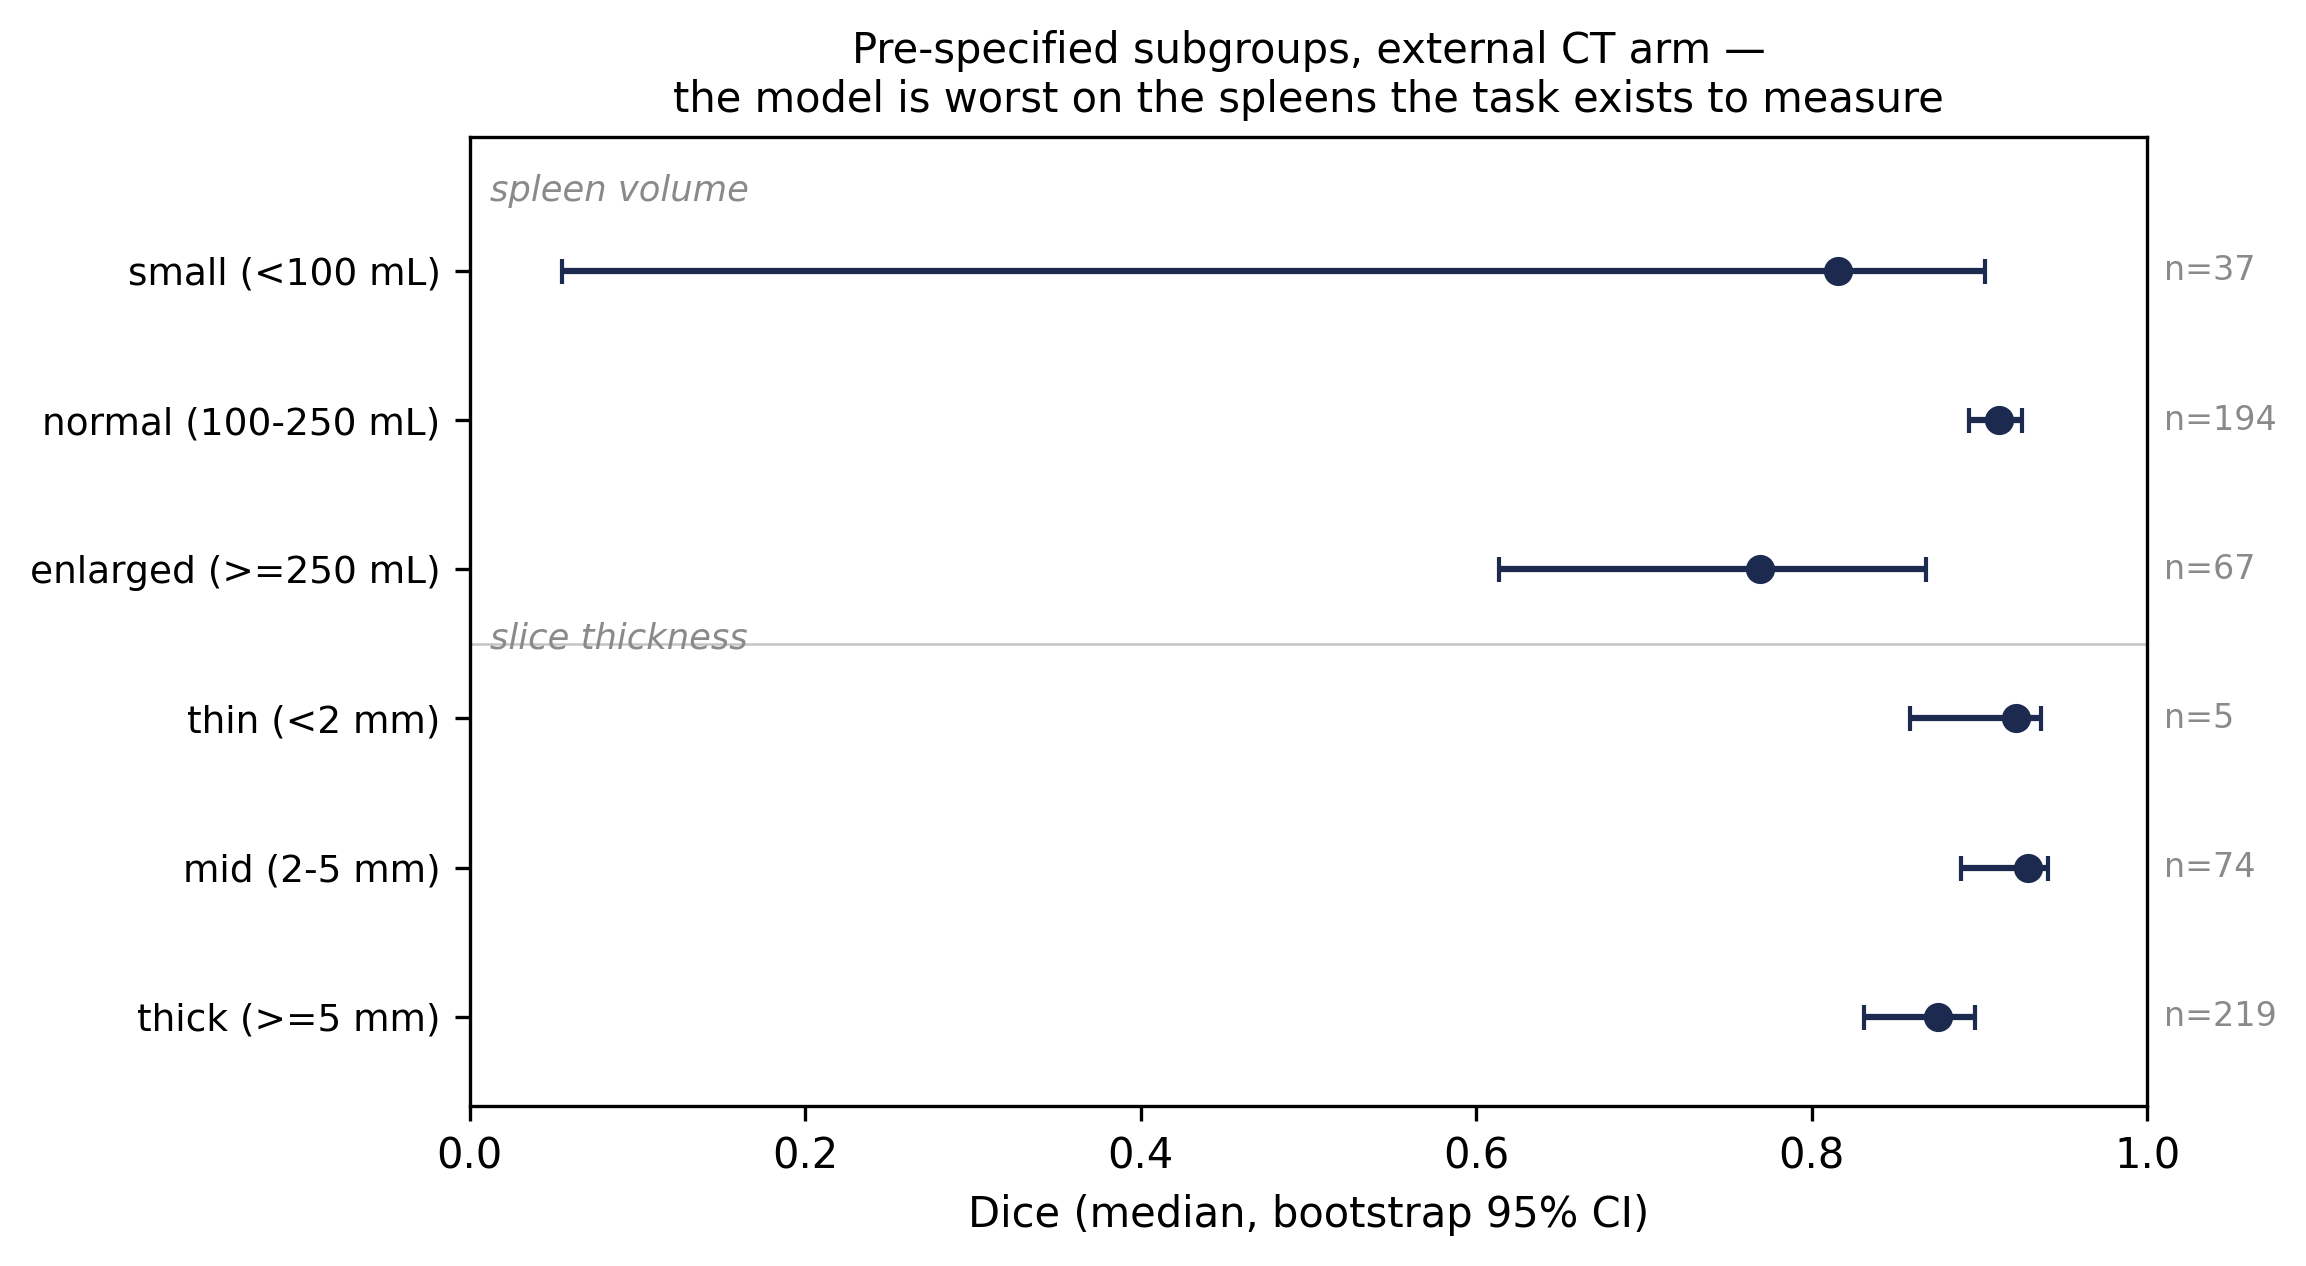 Pre-specified subgroups, external CT arm —
the model is worst on the spleens the task exists to measure
spleen volume
small (<100 mL) n=37
normal (100-250 mL) n=194
enlarged (>=250 mL) n=67
slice thickness
thin (<2 mm) n=5
mid (2-5 mm) n=74
thick (>=5 mm) n=219
0.0 0.2 0.4 0.6 0.8 1.0
Dice (median, bootstrap 95% CI)